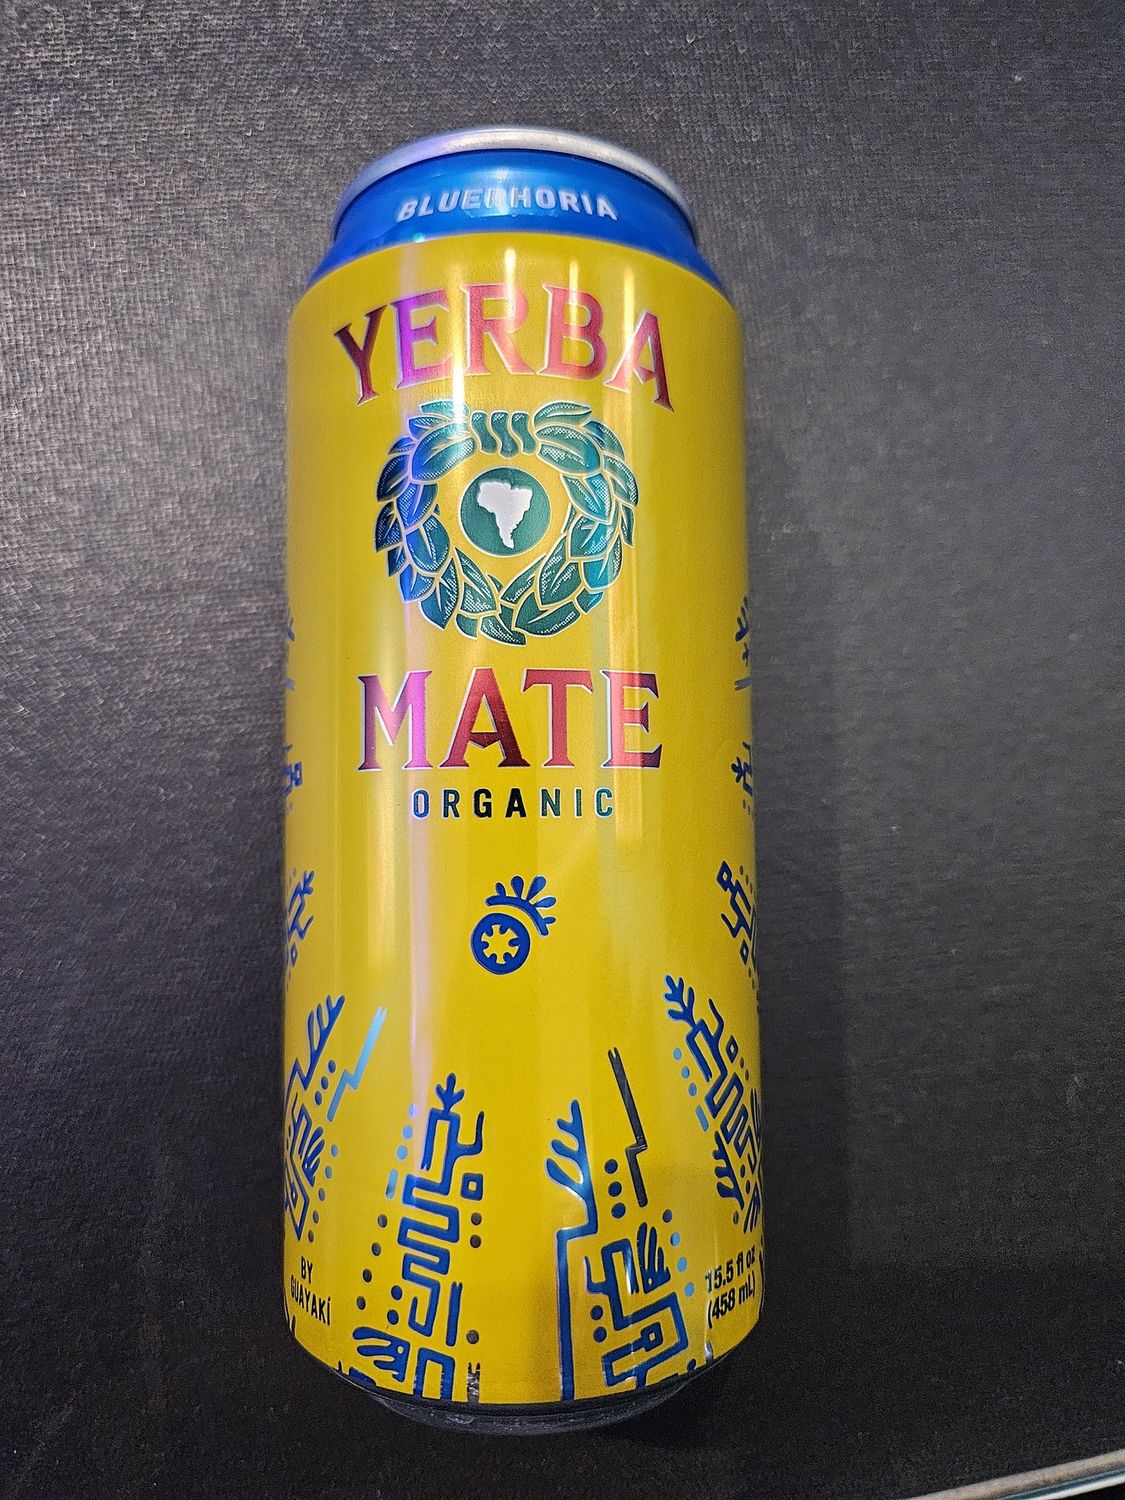 BLUEPHORIA
YERBA
MATE
ORGANIC
BY
GUAYAKÍ
15.5 fl oz
(458 mL)